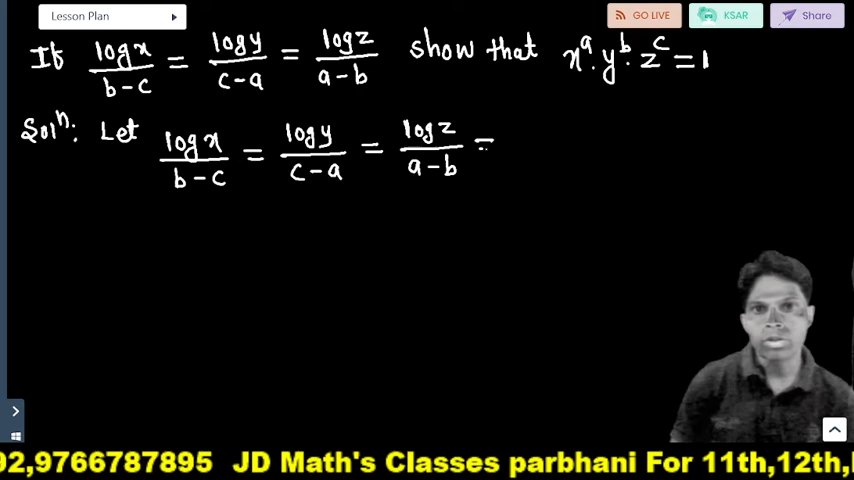 Lesson Plan
GO LIVE
KSAR
Share
If log x / b-c = log y / c-a = log z / a-b show that x^a . y^b . z^c = 1
Solⁿ: Let log x / b-c = log y / c-a = log z / a-b =
92,9766787895 JD Math's Classes parbhani For 11th,12th,